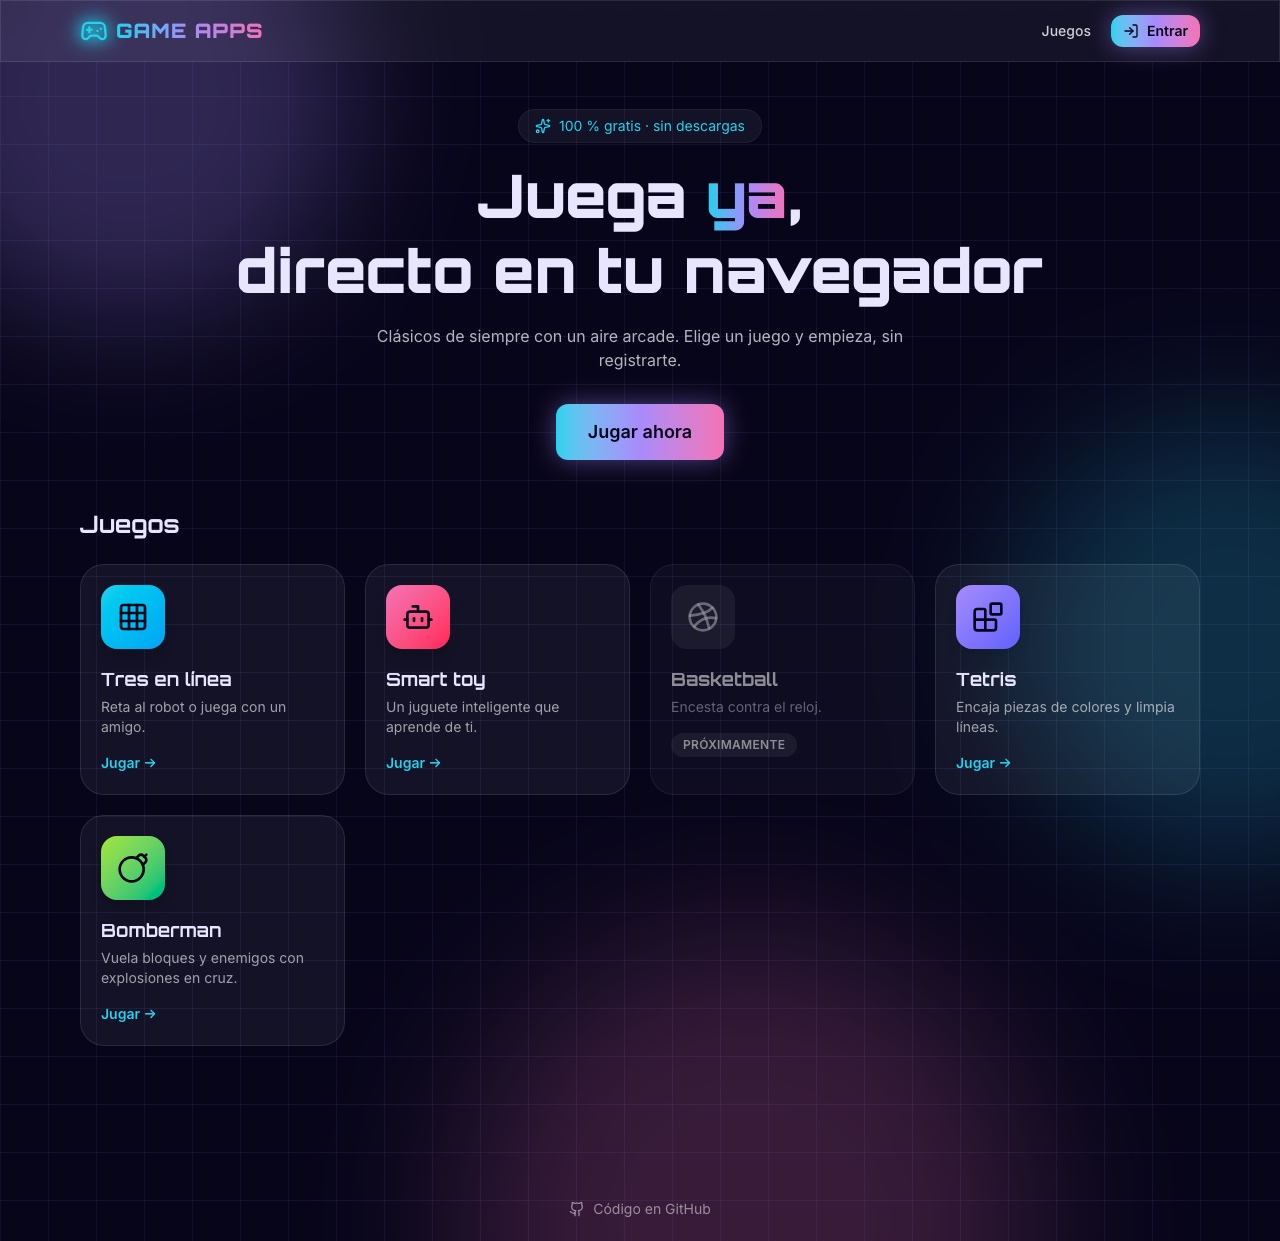 GAME APPS
Juegos
Entrar
100 % gratis · sin descargas
Juega ya,
directo en tu navegador
Clásicos de siempre con un aire arcade. Elige un juego y empieza, sin
registrarte.
Jugar ahora
Juegos
Tres en línea
Reta al robot o juega con un
amigo.
Jugar →
Smart toy
Un juguete inteligente que
aprende de ti.
Jugar →
Basketball
Encesta contra el reloj.
PRÓXIMAMENTE
Tetris
Encaja piezas de colores y limpia
líneas.
Jugar →
Bomberman
Vuela bloques y enemigos con
explosiones en cruz.
Jugar →
Código en GitHub